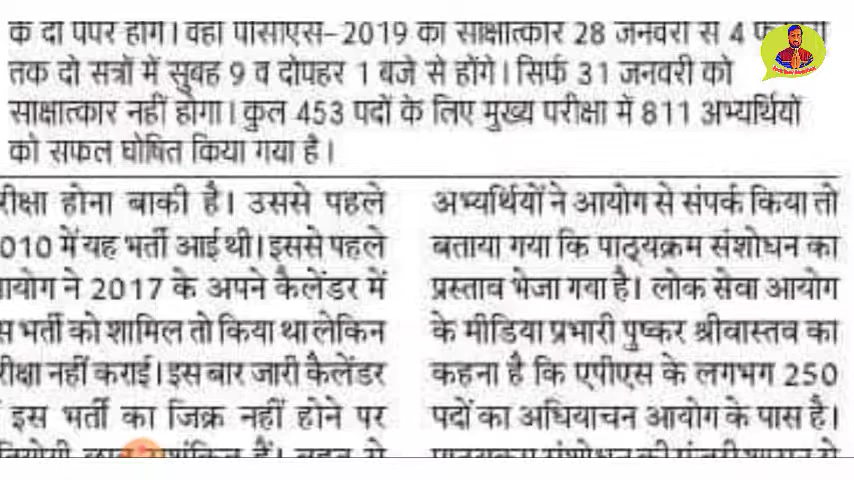 के दो पेपर होंगे। वहीं पीसीएस-2019 का साक्षात्कार 28 जनवरी से 4
तक दो सत्रों में सुबह 9 व दोपहर 1 बजे से होंगे। सिर्फ 31 जनवरी को
साक्षात्कार नहीं होगा। कुल 453 पदों के लिए मुख्य परीक्षा में 811 अभ्यर्थियों
को सफल घोषित किया गया है।
रीक्षा होना बाकी है। उससे पहले
010 में यह भर्ती आई थी। इससे पहले
ायोग ने 2017 के अपने कैलेंडर में
स भर्ती को शामिल तो किया था लेकिन
रीक्षा नहीं कराई। इस बार जारी कैलेंडर
इस भर्ती का जिक्र नहीं होने पर
अभ्यर्थियों ने आयोग से संपर्क किया तो
बताया गया कि पाठ्यक्रम संशोधन का
प्रस्ताव भेजा गया है। लोक सेवा आयोग
के मीडिया प्रभारी पुष्कर श्रीवास्तव का
कहना है कि एपीएस के लगभग 250
पदों का अधियाचन आयोग के पास है।